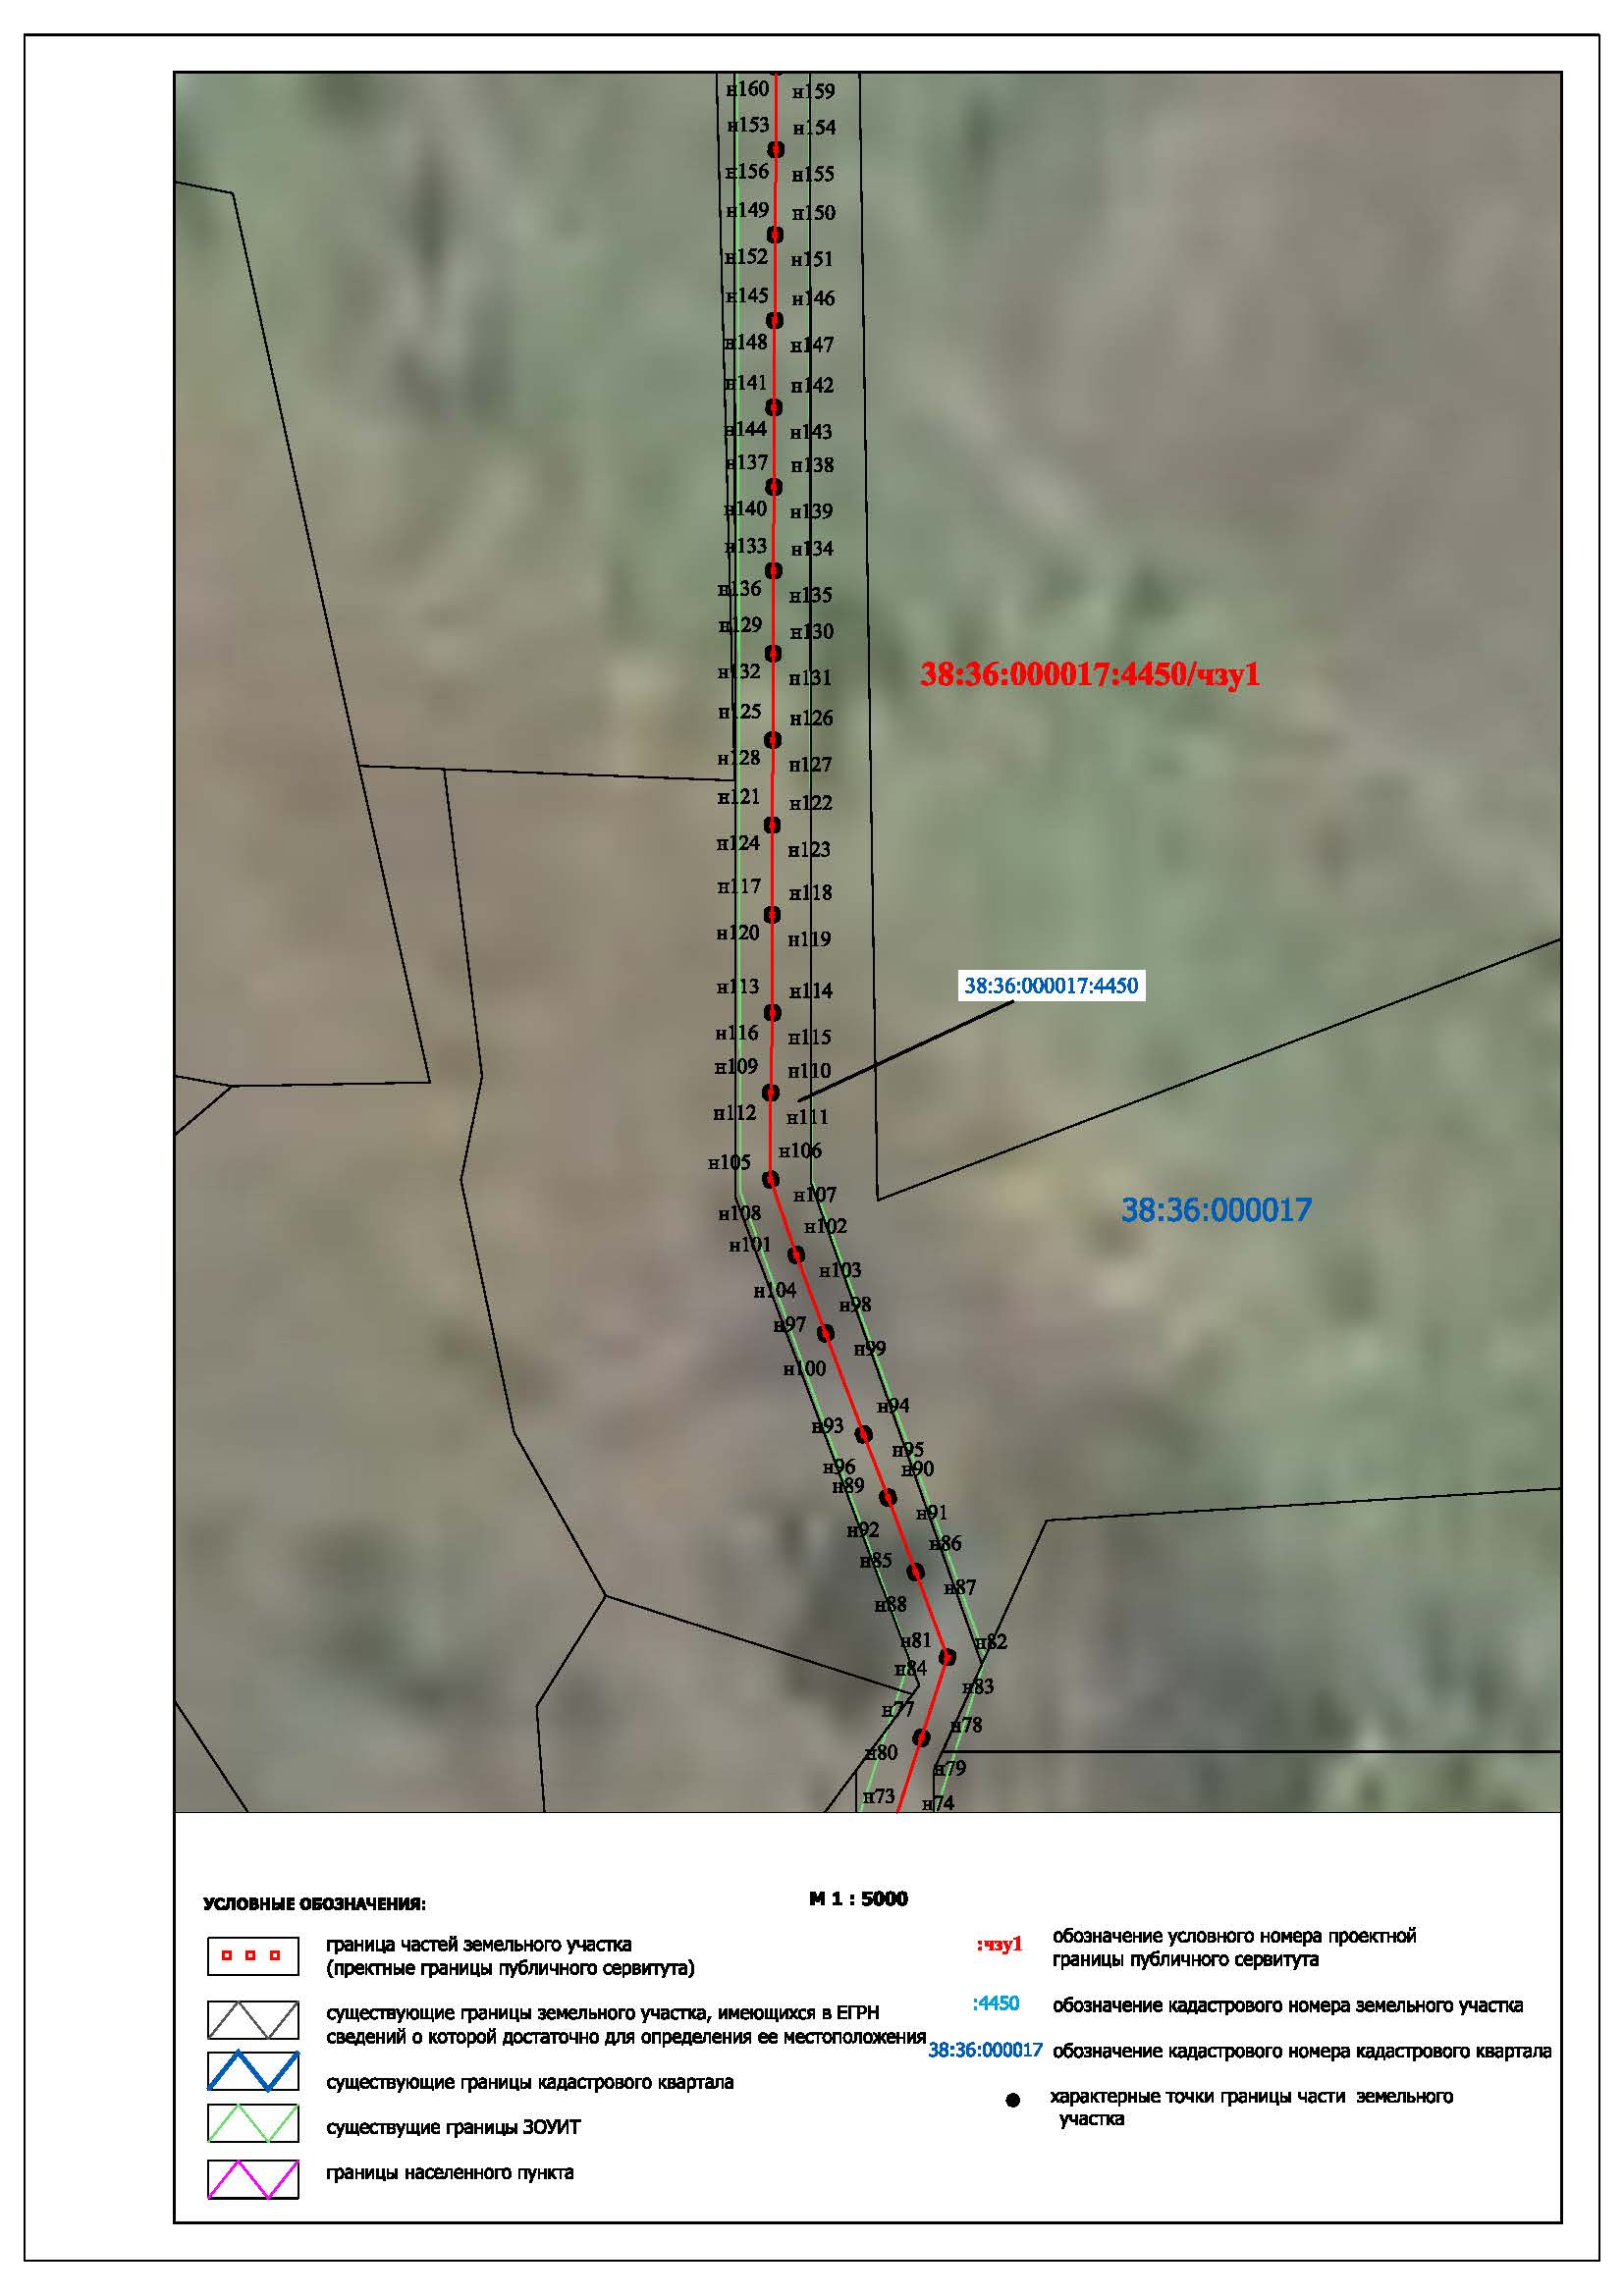 н160 н159
н153 н154
н156 н155
н149 н150
н152 н151
н145 н146
н148 н147
н141 н142
н144 н143
н137 н138
н140 н139
н133 н134
н136 н135
н129 н130
н132 н131
38:36:000017:4450/чзу1
н125 н126
н128 н127
н121 н122
н124 н123
н117 н118
н120 н119
38:36:000017:4450
н113 н114
н116 н115
н109 н110
н112 н111
н106
н105
н107
38:36:000017
н108
н102
н101
н103
н104
н98
н97
н99
н100
н94
н93
н95
н96 н90
н89
н91
н92
н86
н85
н87
н88
н81 н82
н84
н83
н77
н78
н80
н79
н73
н74
УСЛОВНЫЕ ОБОЗНАЧЕНИЯ:
М 1 : 5000
граница частей земельного участка
(пректные границы публичного сервитута)
существующие границы земельного участка, имеющихся в ЕГРН
сведений о которой достаточно для определения ее местоположения
существующие границы кадастрового квартала
существущие границы ЗОУИТ
границы населенного пункта
:чзу1 обозначение условного номера проектной
границы публичного сервитута
:4450 обозначение кадастрового номера земельного участка
38:36:000017 обозначение кадастрового номера кадастрового квартала
характерные точки границы части земельного
участка